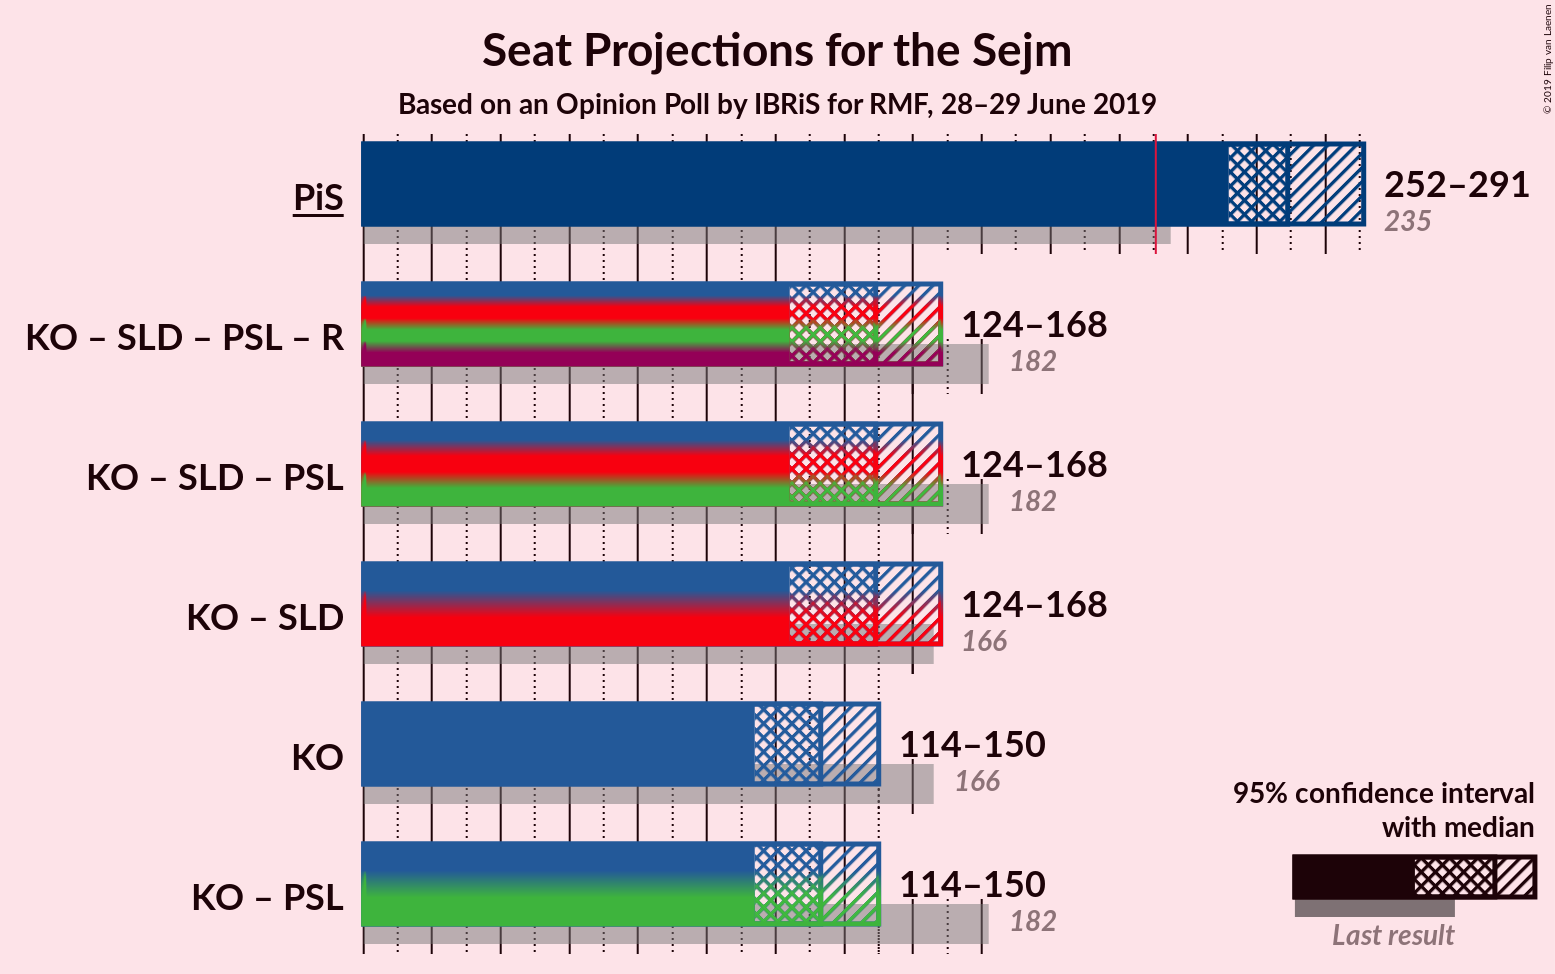 Seat Projections for the Sejm
Based on an Opinion Poll by IBRiS for RMF, 28–29 June 2019
© 2019 Filip van Laenen
PiS
252–291
235
KO – SLD – PSL – R
124–168
182
KO – SLD – PSL
124–168
182
KO – SLD
124–168
166
KO
114–150
166
KO – PSL
114–150
182
95% confidence interval
with median
Last result